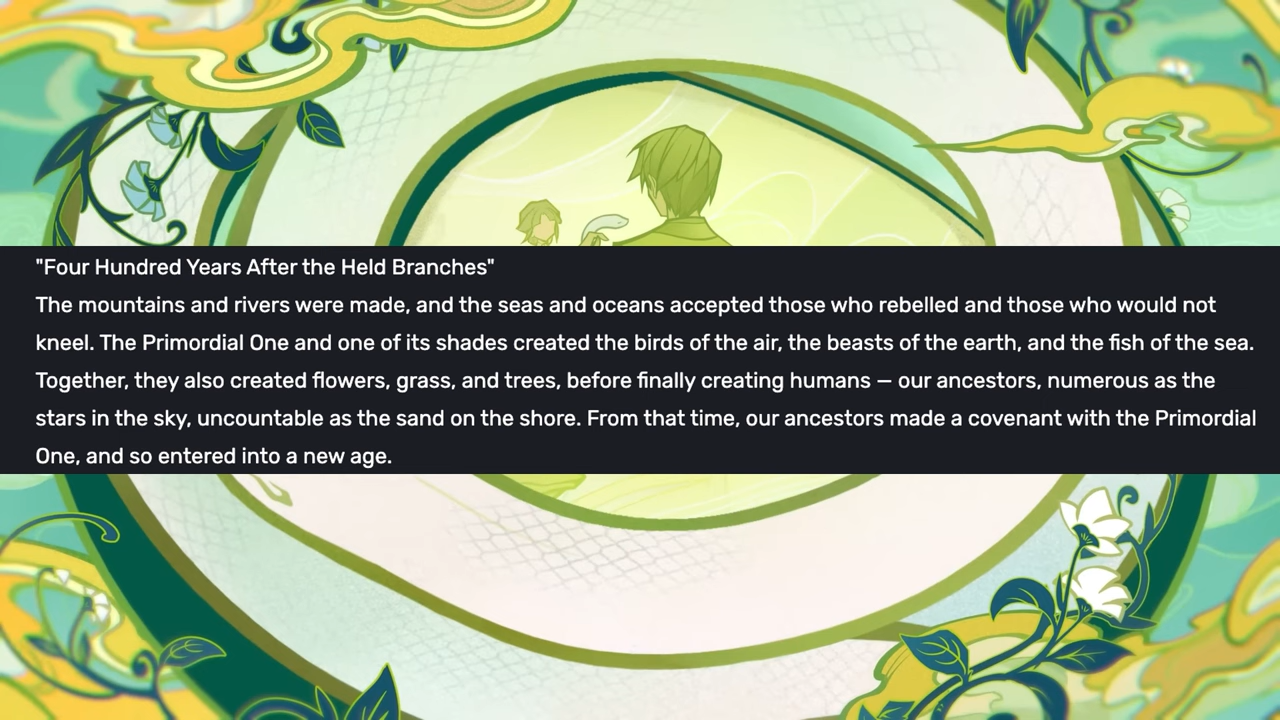 "Four Hundred Years After the Held Branches"
The mountains and rivers were made, and the seas and oceans accepted those who rebelled and those who would not
kneel. The Primordial One and one of its shades created the birds of the air, the beasts of the earth, and the fish of the sea.
Together, they also created flowers, grass, and trees, before finally creating humans — our ancestors, numerous as the
stars in the sky, uncountable as the sand on the shore. From that time, our ancestors made a covenant with the Primordial
One, and so entered into a new age.